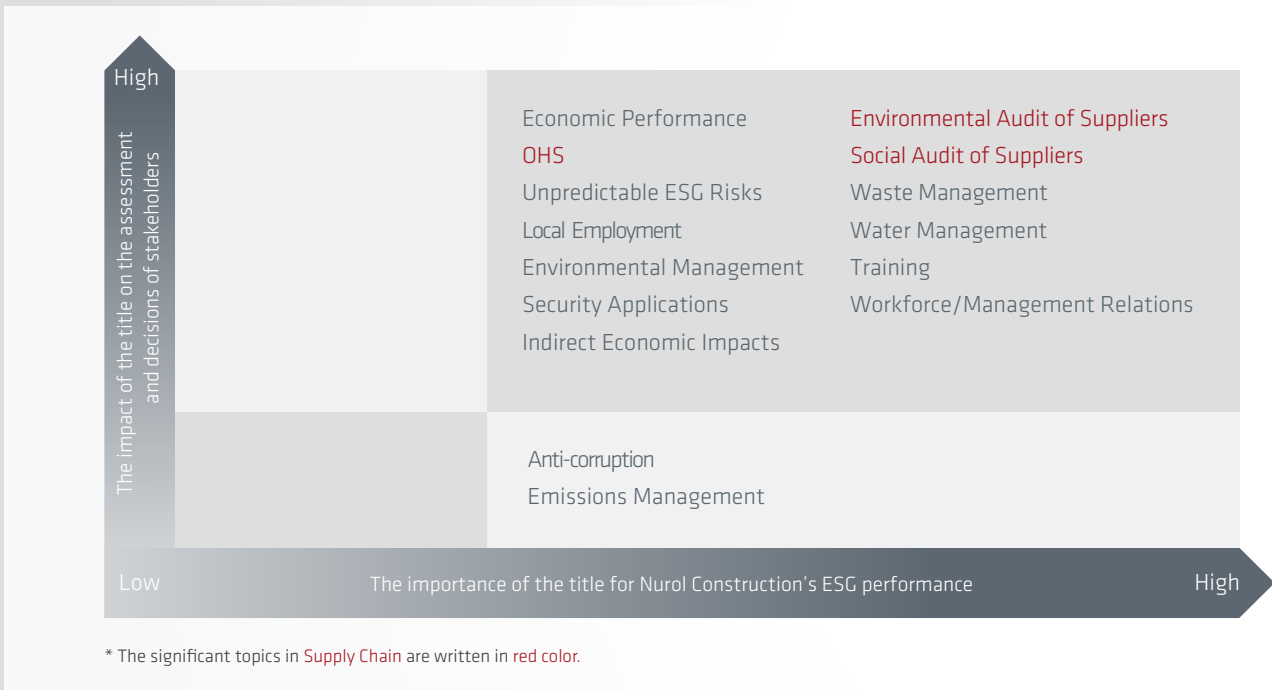 High
The impact of the title on the assessment
and decisions of stakeholders
Economic Performance
OHS
Unpredictable ESG Risks
Local Employment
Environmental Management
Security Applications
Indirect Economic Impacts
Environmental Audit of Suppliers
Social Audit of Suppliers
Waste Management
Water Management
Training
Workforce/Management Relations
Anti-corruption
Emissions Management
Low
The importance of the title for Nurol Construction's ESG performance
High
* The significant topics in Supply Chain are written in red color.